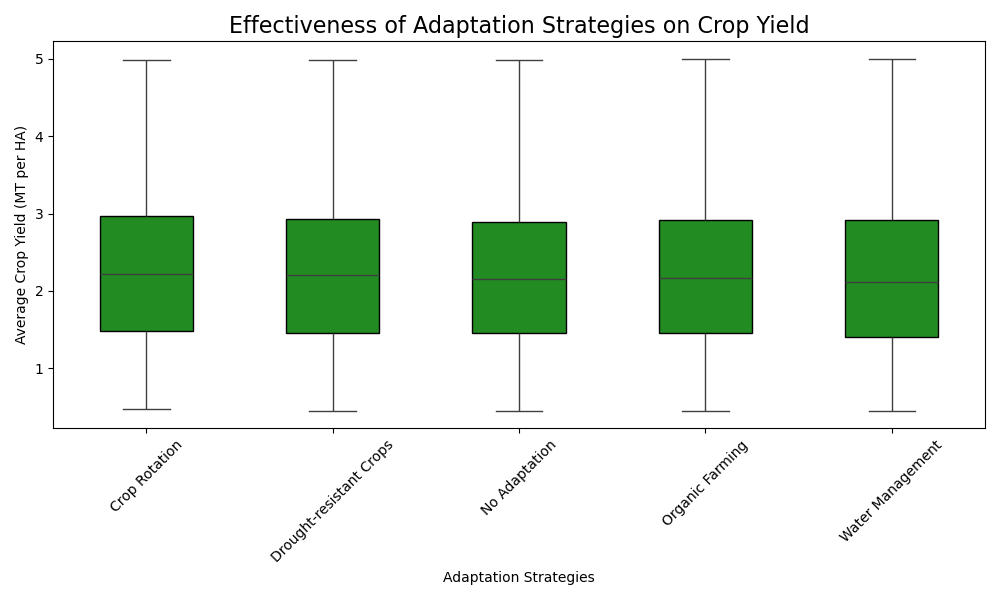 Effectiveness of Adaptation Strategies on Crop Yield
Average Crop Yield (MT per HA)
5
4
3
2
1
Crop Rotation
Drought-resistant Crops
No Adaptation
Organic Farming
Water Management
Adaptation Strategies